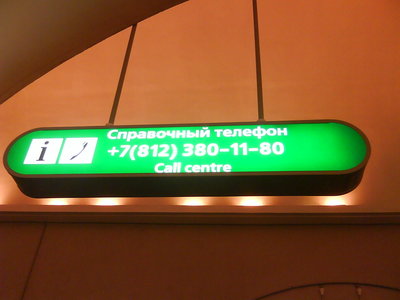 Справочный телефон
+7(812) 380-11-80
Call centre